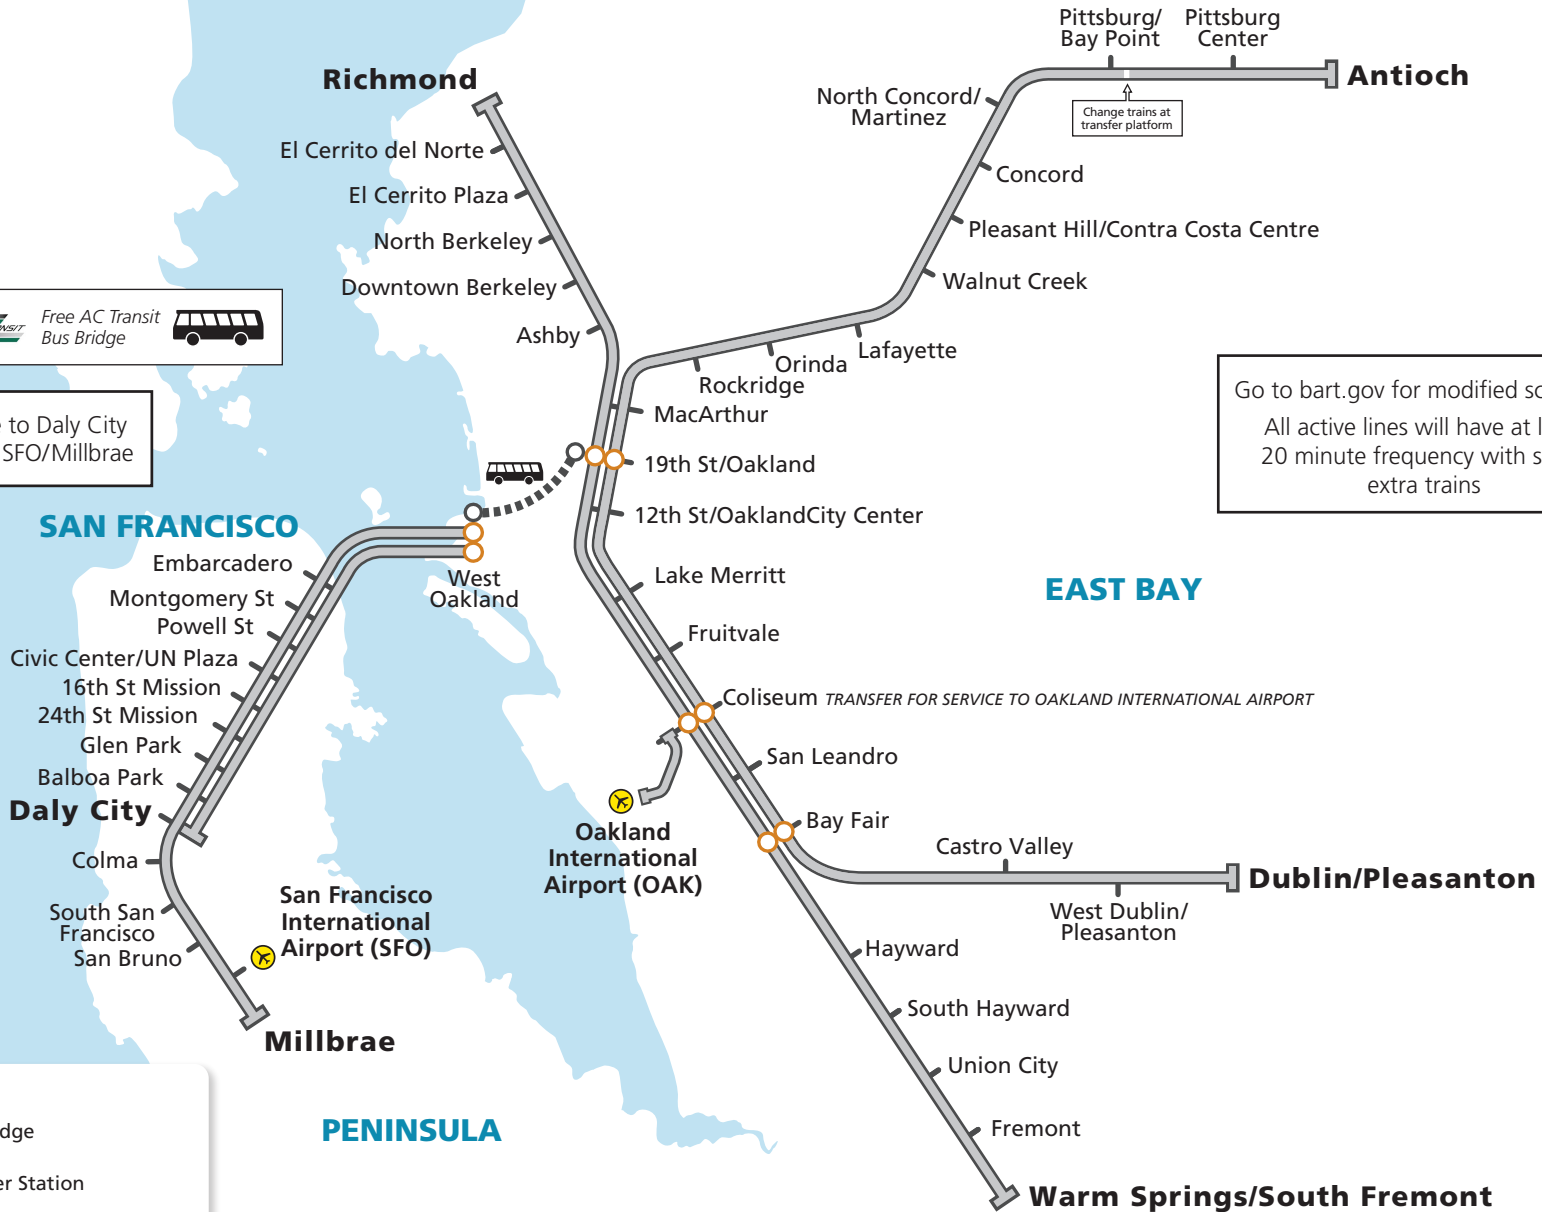 Pittsburg/
Bay Point
Pittsburg
Center
Richmond
Antioch
North Concord/
Martinez
Change trains at
transfer platform
El Cerrito del Norte
Concord
El Cerrito Plaza
Pleasant Hill/Contra Costa Centre
North Berkeley
Walnut Creek
Downtown Berkeley
Free AC Transit
Bus Bridge
Ashby
Lafayette
Orinda
Rockridge
MacArthur
to Daly City
SFO/Millbrae
Go to bart.gov for modified
All active lines will have at
20 minute frequency with
extra trains
19th St/Oakland
12th St/OaklandCity Center
SAN FRANCISCO
Embarcadero
West
Oakland
Lake Merritt
EAST BAY
Montgomery St
Powell St
Fruitvale
Civic Center/UN Plaza
16th St Mission
24th St Mission
Coliseum TRANSFER FOR SERVICE TO OAKLAND INTERNATIONAL AIRPORT
Glen Park
San Leandro
Balboa Park
Daly City
Bay Fair
Oakland
International
Airport (OAK)
Castro Valley
Colma
Dublin/Pleasanton
San Francisco
International
Airport (SFO)
South San
Francisco
West Dublin/
Pleasanton
San Bruno
Hayward
South Hayward
Millbrae
Union City
PENINSULA
Fremont
Station
Warm Springs/South Fremont